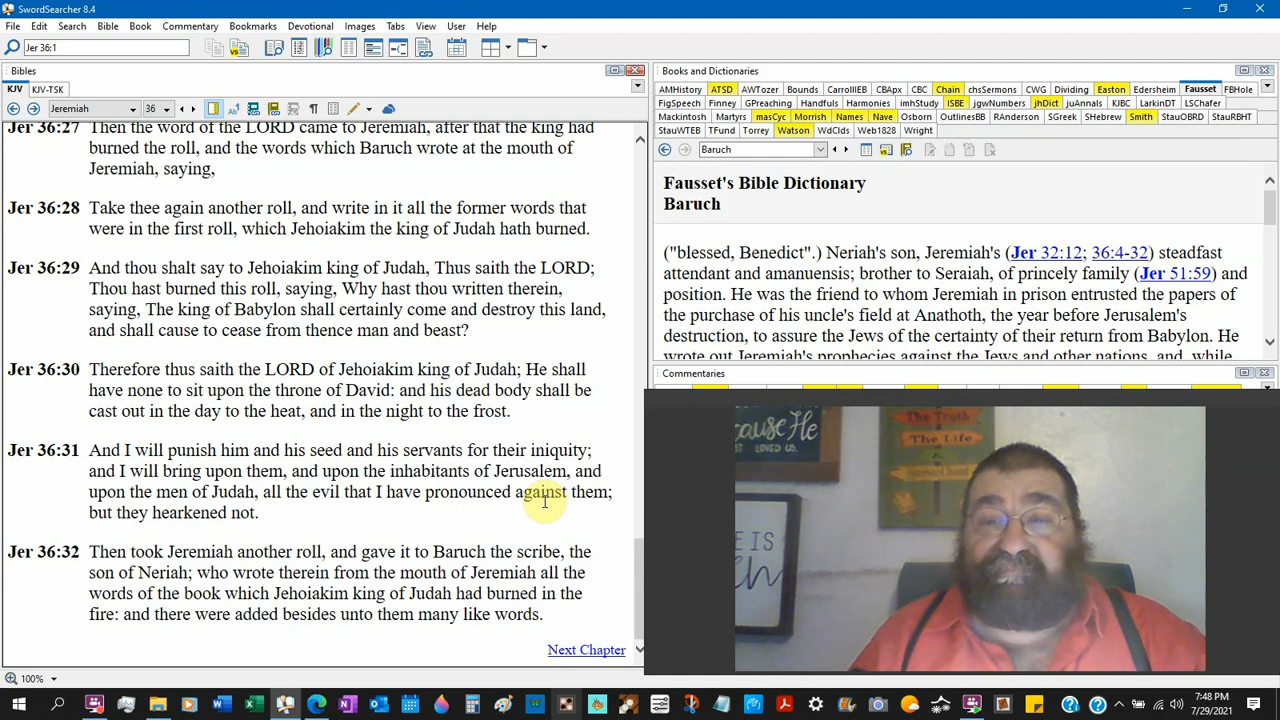 SwordSearcher 8.4
File Edit Search Bible Book Commentary Bookmarks Devotional Images Tabs View User Help
Jer 36:1
Bibles
KJV KJV-TSK
Jeremiah 36
Jer 36:27 Then the word of the LORD came to Jeremiah, after that the king had
burned the roll, and the words which Baruch wrote at the mouth of
Jeremiah, saying,
Jer 36:28 Take thee again another roll, and write in it all the former words that
were in the first roll, which Jehoiakim the king of Judah hath burned.
Jer 36:29 And thou shalt say to Jehoiakim king of Judah, Thus saith the LORD;
Thou hast burned this roll, saying, Why hast thou written therein,
saying, The king of Babylon shall certainly come and destroy this land,
and shall cause to cease from thence man and beast?
Jer 36:30 Therefore thus saith the LORD of Jehoiakim king of Judah; He shall
have none to sit upon the throne of David: and his dead body shall be
cast out in the day to the heat, and in the night to the frost.
Jer 36:31 And I will punish him and his seed and his servants for their iniquity;
and I will bring upon them, and upon the inhabitants of Jerusalem, and
upon the men of Judah, all the evil that I have pronounced against them;
but they hearkened not.
Jer 36:32 Then took Jeremiah another roll, and gave it to Baruch the scribe, the
son of Neriah; who wrote therein from the mouth of Jeremiah all the
words of the book which Jehoiakim king of Judah had burned in the
fire: and there were added besides unto them many like words.
Next Chapter
100%
Books and Dictionaries
AMHistory ATSD AWTozer Bounds CarrollIEB CBApx CBC Chain chsSermons CWG Dividing Easton Edersheim Fausset FBHole
FigSpeech Finney GPreaching Handfuls Harmonies imhStudy ISBE jgwNumbers jhDict juAnnals KJBC LarkinDT LSChafer
Mackintosh Martyrs masCyc Morrish Names Nave Osborn OutlinesBB RAnderson SGreek SHebrew Smith StauOBRD StauRBHT
StauWTEB TFund Torrey Watson WdClds Web1828 Wright
Baruch
Fausset's Bible Dictionary
Baruch
("blessed, Benedict".) Neriah's son, Jeremiah's (Jer 32:12; 36:4-32) steadfast
attendant and amanuensis; brother to Seraiah, of princely family (Jer 51:59) and
position. He was the friend to whom Jeremiah in prison entrusted the papers of
the purchase of his uncle's field at Anathoth, the year before Jerusalem's
destruction, to assure the Jews of the certainty of their return from Babylon. He
wrote out Jeremiah's prophecies against the Jews and other nations, and, while
Commentaries
cause He
LOVED US.
The Truth
The Life
E IS
7:48 PM
7/29/2021